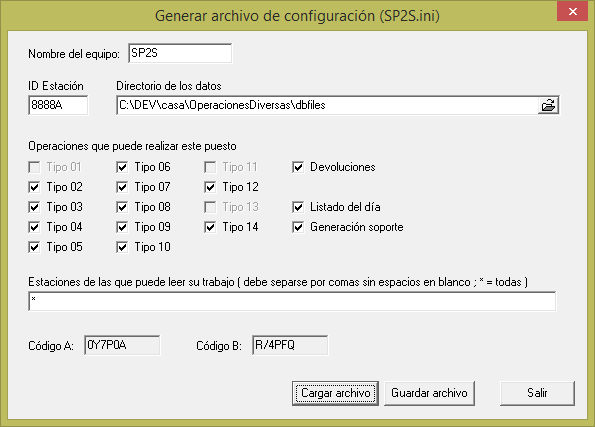 Generar archivo de configuración (SP2S.ini)
Nombre del equipo: SP2S
ID Estación Directorio de los datos
8888A C:\DEV\casa\OperacionesDiversas\dbfiles
Operaciones que puede realizar este puesto
Tipo 01 Tipo 06 Tipo 11 Devoluciones
Tipo 02 Tipo 07 Tipo 12
Tipo 03 Tipo 08 Tipo 13 Listado del día
Tipo 04 Tipo 09 Tipo 14 Generación soporte
Tipo 05 Tipo 10
Estaciones de las que puede leer su trabajo ( debe separse por comas sin espacios en blanco ; * = todas )
*
Código A: 0Y7P0A Código B: R/4PFQ
Cargar archivo Guardar archivo Salir